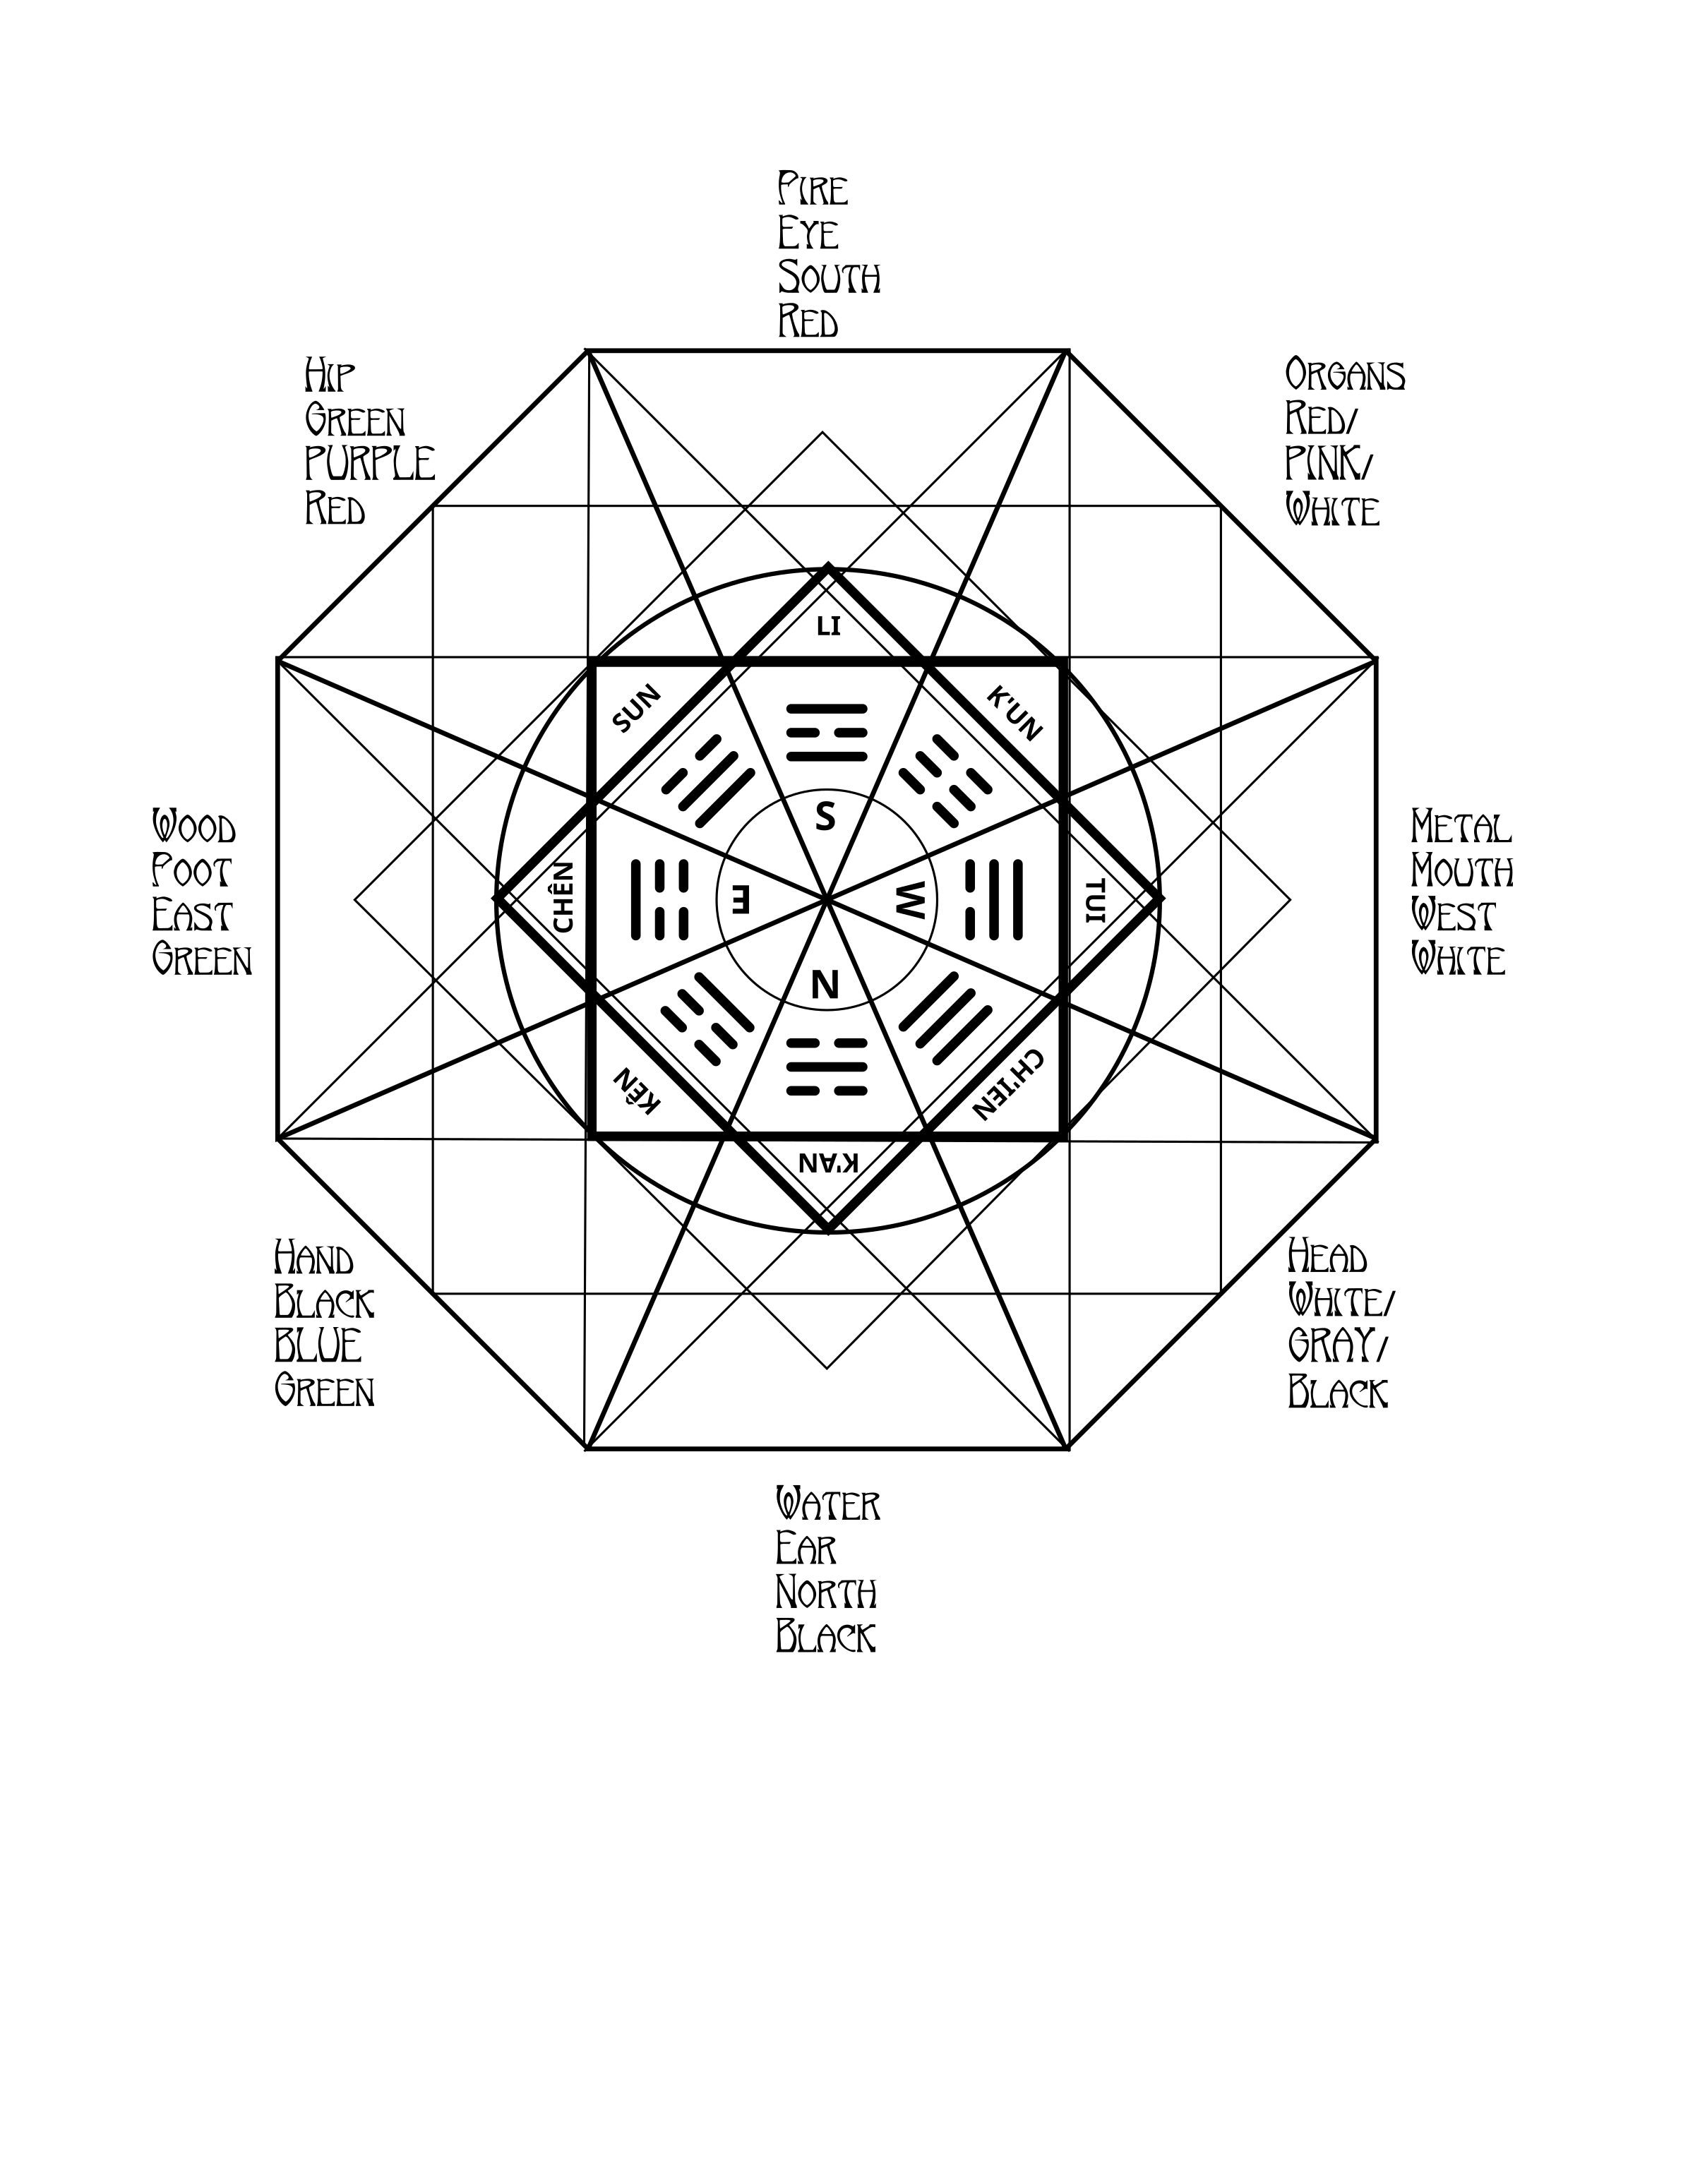 FIRE
EYE
SOUTH
RED
HIP
GREEN
PURPLE
RED
ORGANS
RED/
PINK/
WHITE
LI
SUN
K'UN
S
WOOD
FOOT
EAST
GREEN
CHÊN
E
W
TUI
METAL
MOUTH
WEST
WHITE
N
KÊN
CH'IEN
K'AN
HAND
BLACK
BLUE
GREEN
HEAD
WHITE/
GRAY/
BLACK
WATER
EAR
NORTH
BLACK